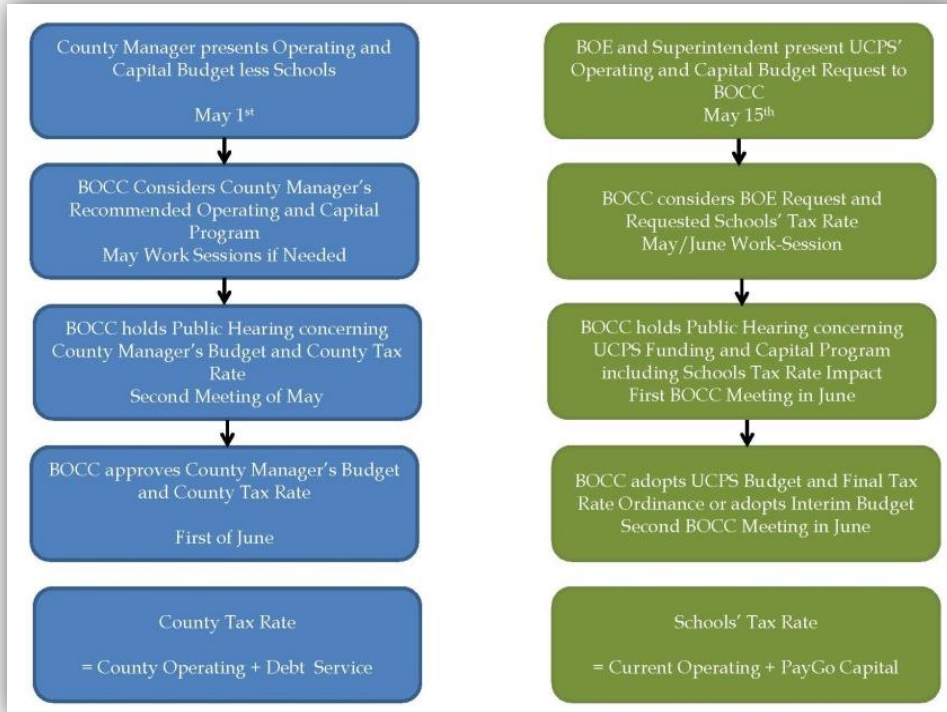 County Manager presents Operating and
Capital Budget less Schools
May 1st
BOCC Considers County Manager’s
Recommended Operating and Capital
Program
May Work Sessions if Needed
BOCC holds Public Hearing concerning
County Manager’s Budget and County Tax
Rate
Second Meeting of May
BOCC approves County Manager’s Budget
and County Tax Rate
First of June
County Tax Rate
= County Operating + Debt Service
BOE and Superintendent present UCPS’
Operating and Capital Budget Request to
BOCC
May 15th
BOCC considers BOE Request and
Requested Schools’ Tax Rate
May/June Work-Session
BOCC holds Public Hearing concerning
UCPS Funding and Capital Program
including Schools Tax Rate Impact
First BOCC Meeting in June
BOCC adopts UCPS Budget and Final Tax
Rate Ordinance or adopts Interim Budget
Second BOCC Meeting in June
Schools’ Tax Rate
= Current Operating + PayGo Capital